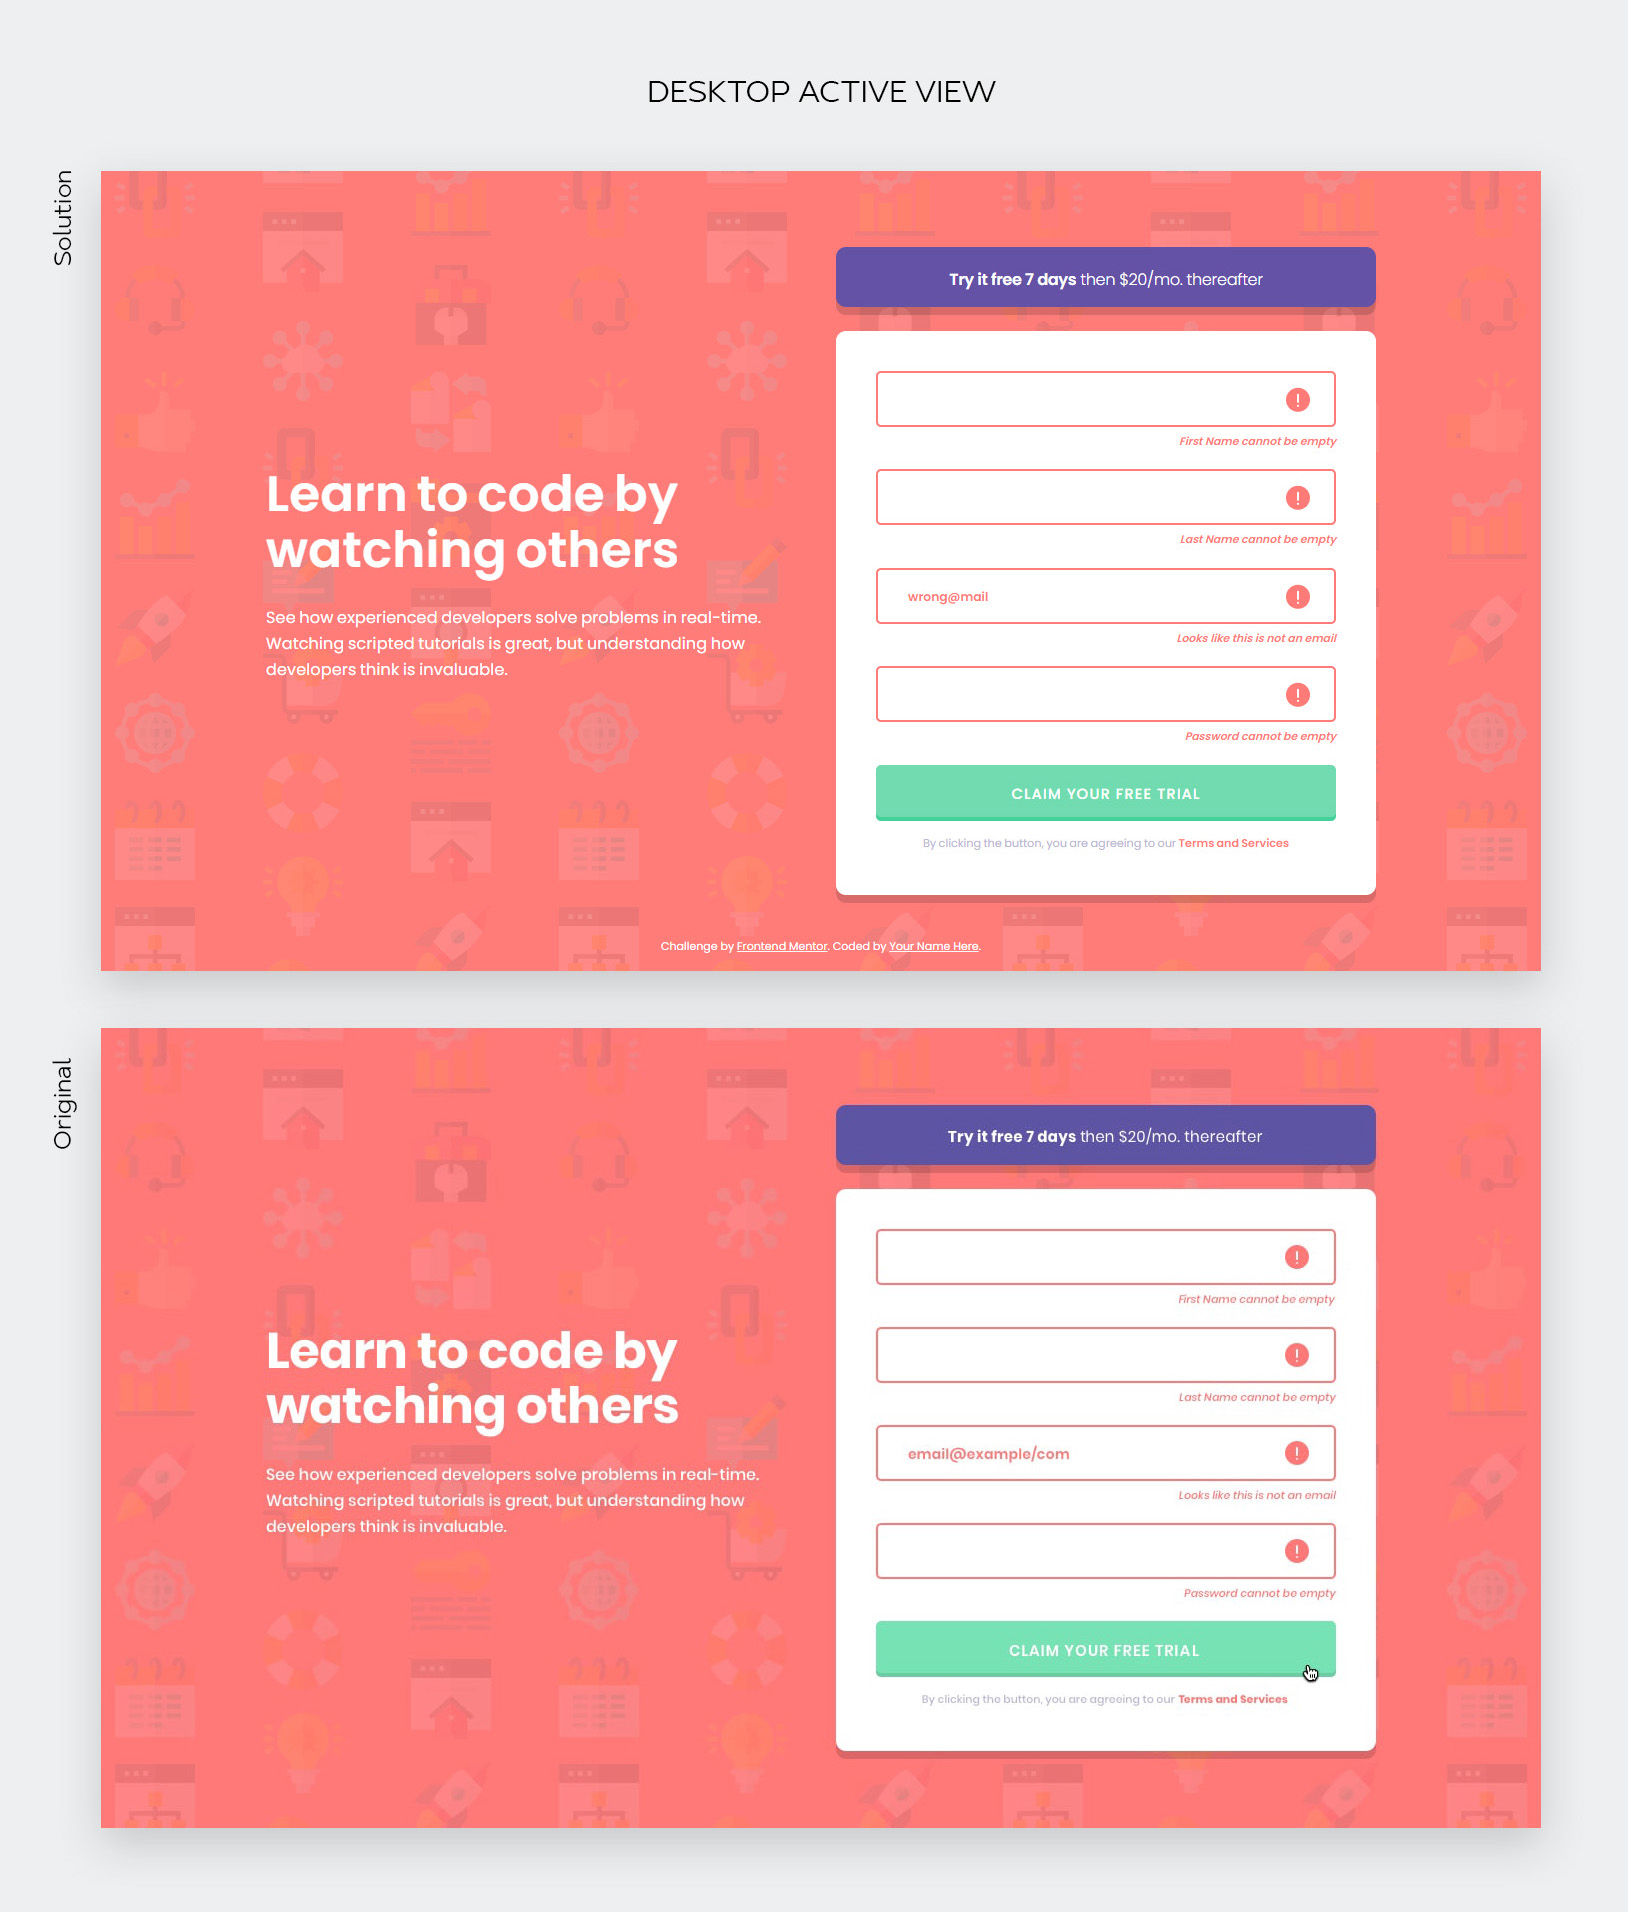 DESKTOP ACTIVE VIEW
Solution
Try it free 7 days then $20/mo. thereafter
First Name cannot be empty
Last Name cannot be empty
wrong@mail
Looks like this is not an email
Password cannot be empty
CLAIM YOUR FREE TRIAL
By clicking the button, you are agreeing to our Terms and Services
Learn to code by
watching others
See how experienced developers solve problems in real-time.
Watching scripted tutorials is great, but understanding how
developers think is invaluable.
Challenge by Frontend Mentor. Coded by Your Name Here.
Original
Try it free 7 days then $20/mo. thereafter
First Name cannot be empty
Last Name cannot be empty
email@example/com
Looks like this is not an email
Password cannot be empty
CLAIM YOUR FREE TRIAL
By clicking the button, you are agreeing to our Terms and Services
Learn to code by
watching others
See how experienced developers solve problems in real-time.
Watching scripted tutorials is great, but understanding how
developers think is invaluable.